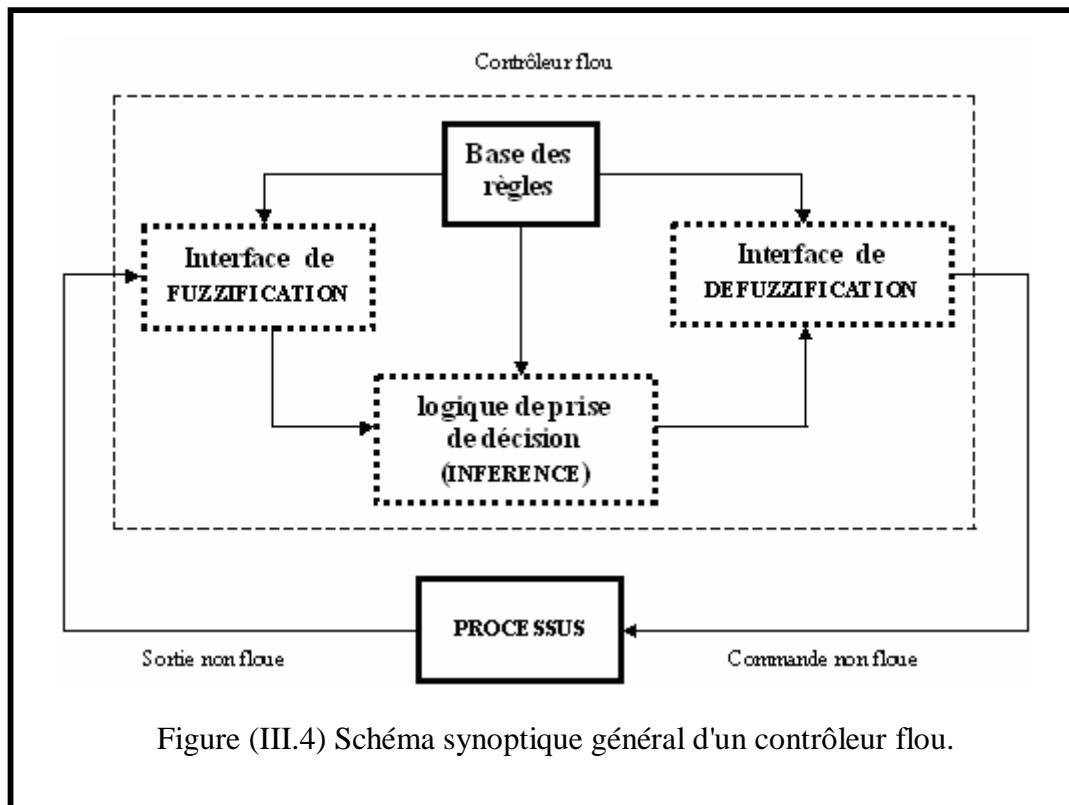 Contrôleur flou
Base des
règles
Interface de
FUZZIFICATION
Interface de
DEFUZZIFICATION
logique de prise
de décision
(INFERENCE)
PROCESSUS
Sortie non floue
Commande non floue
Figure (III.4) Schéma synoptique général d'un contrôleur flou.